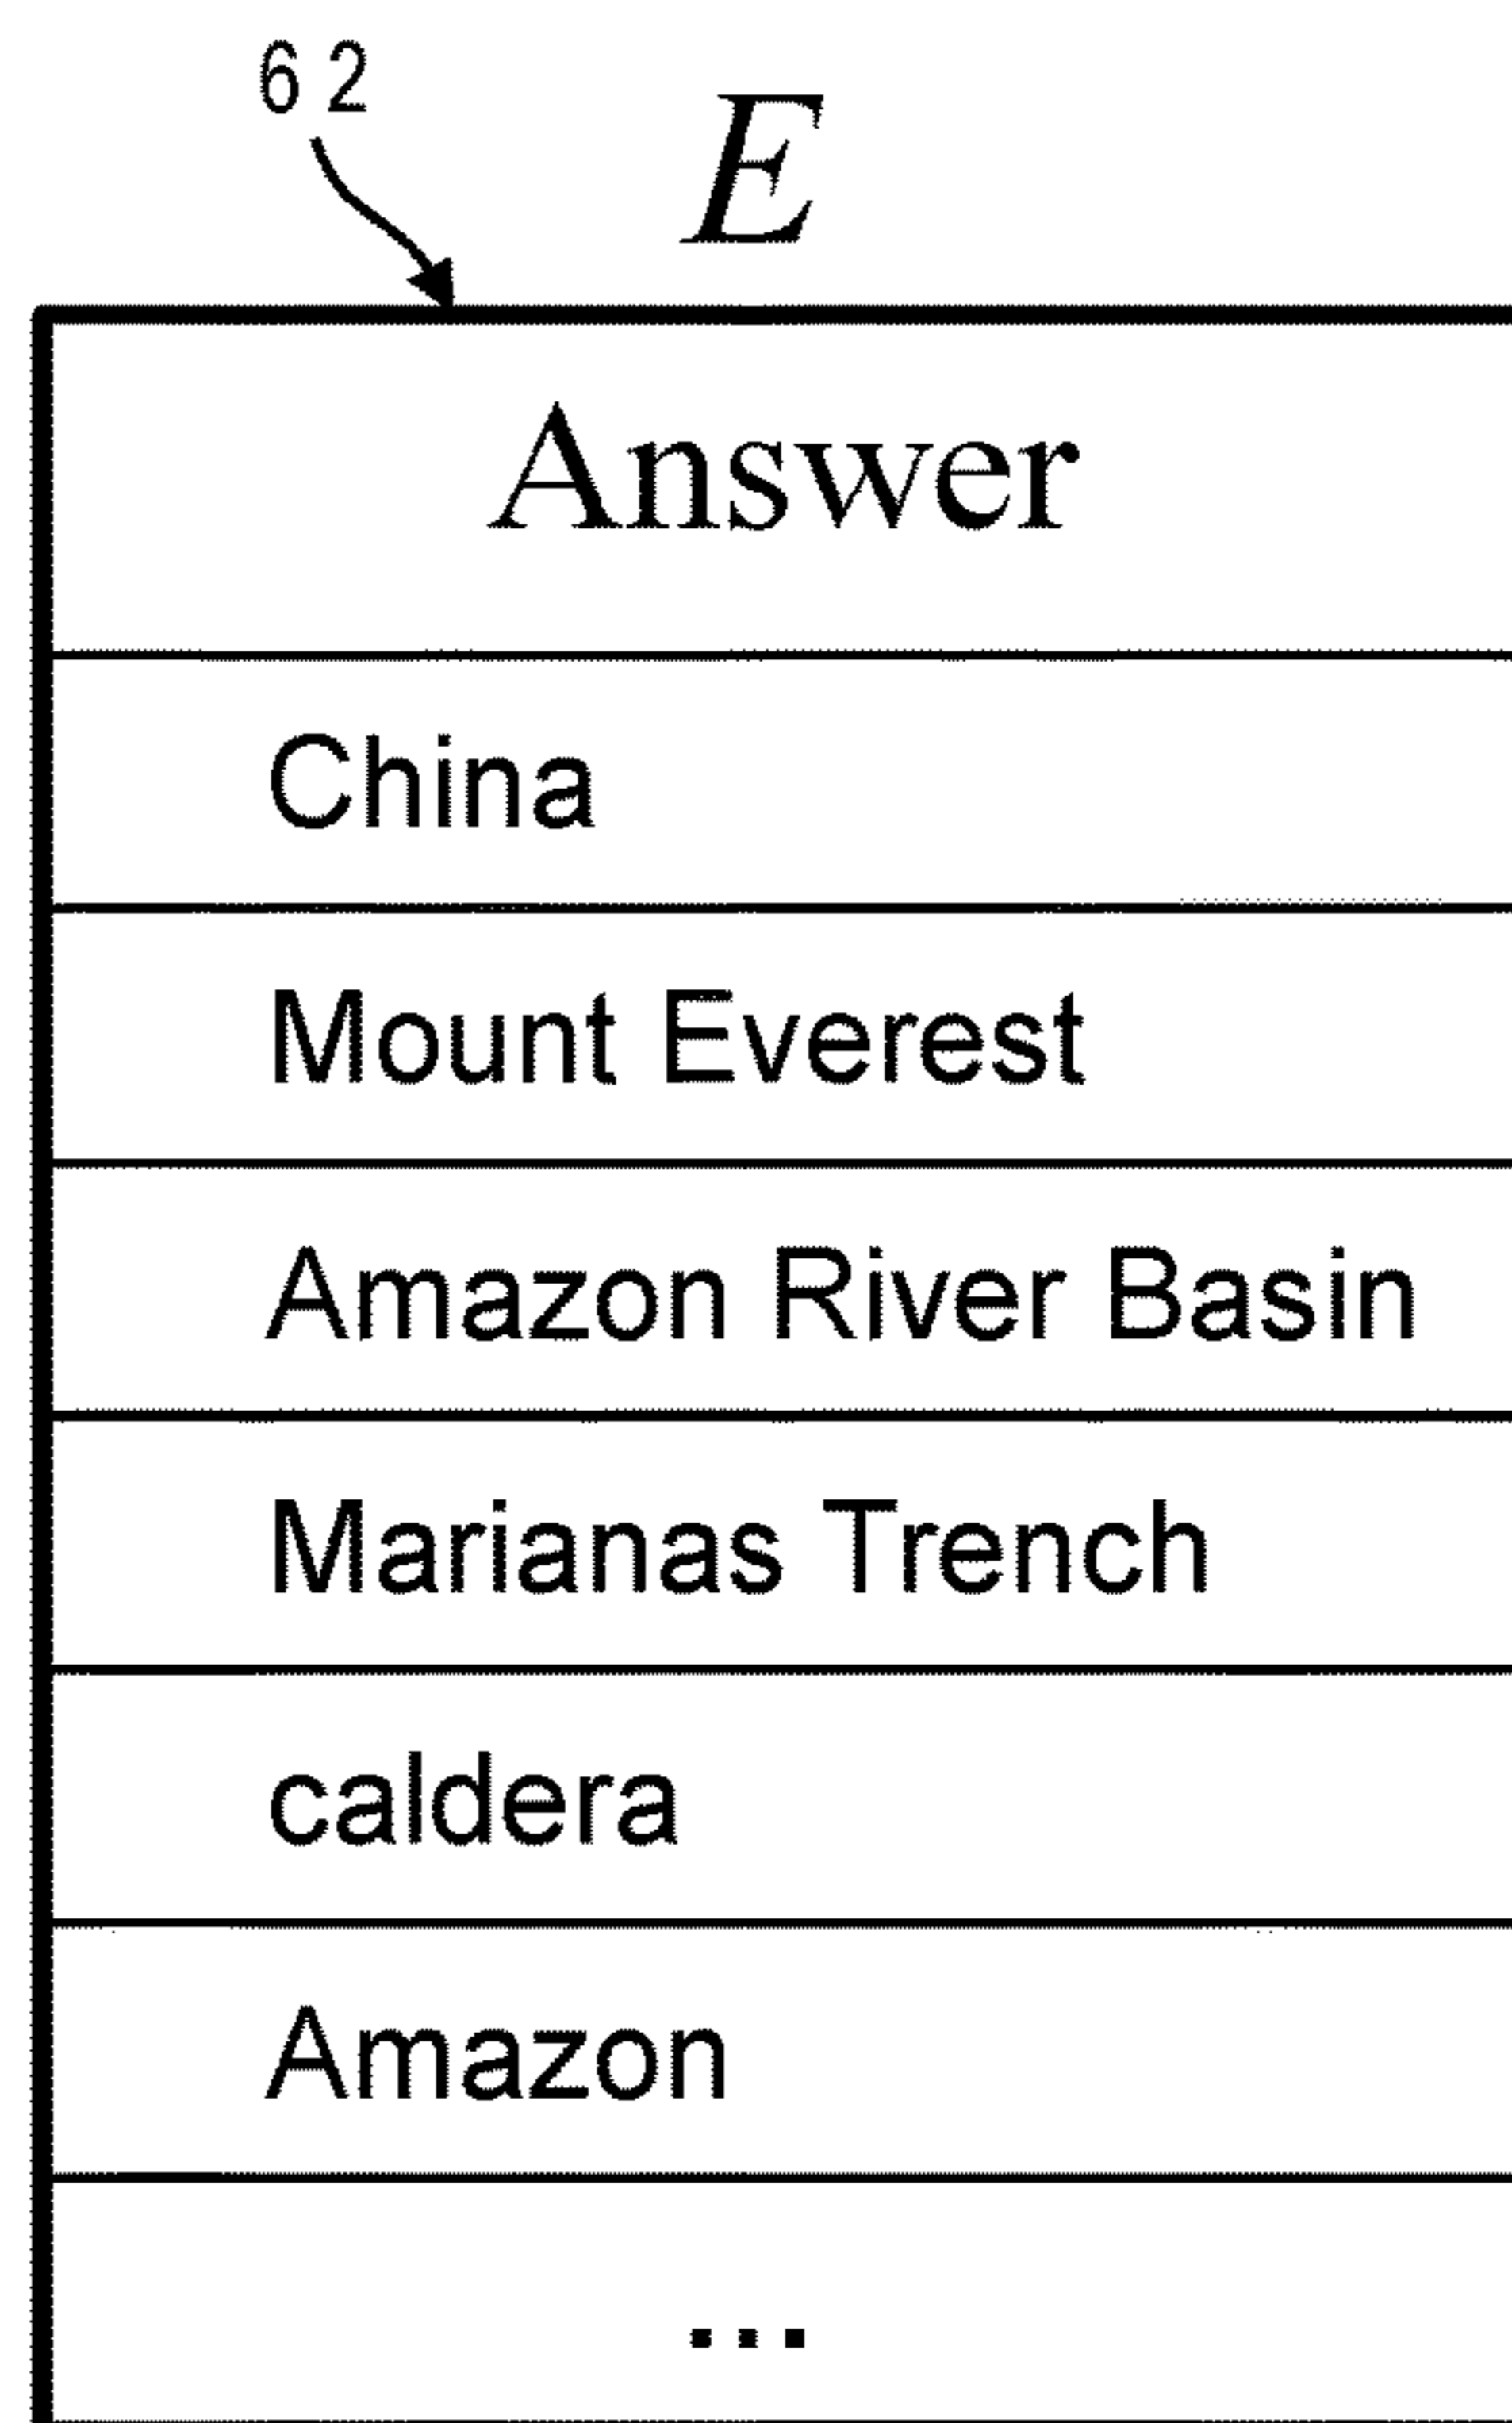 62
E
Answer
China
Mount Everest
Amazon River Basin
Marianas Trench
caldera
Amazon
...